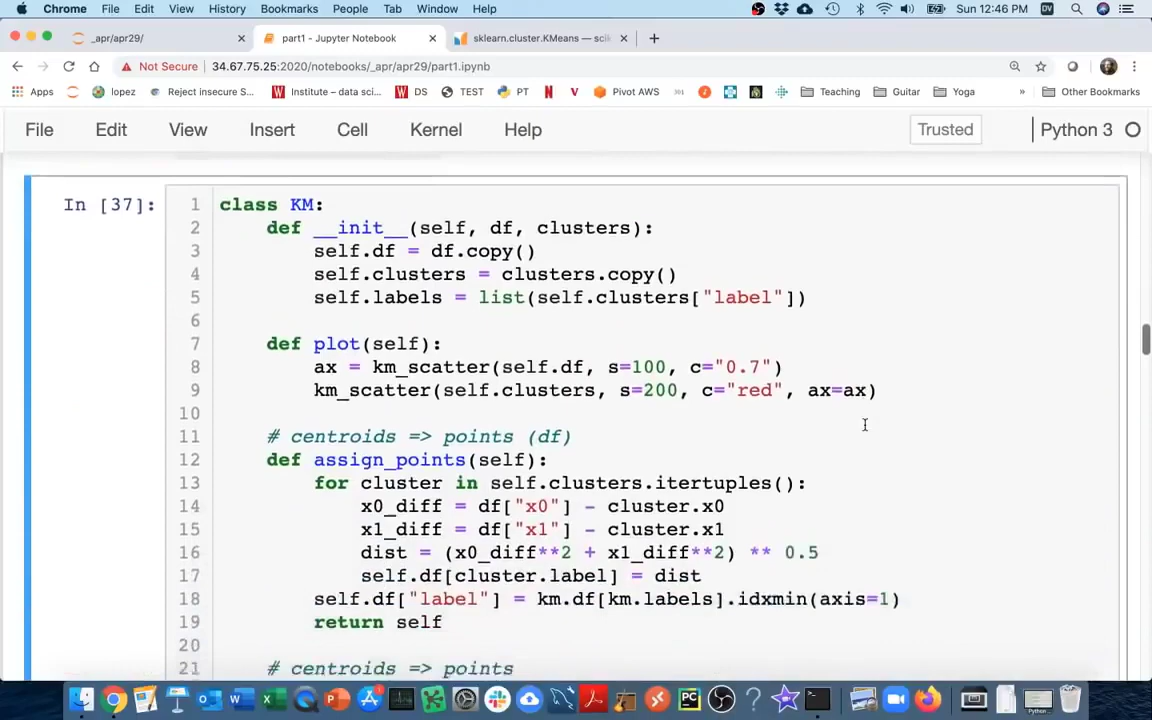 Chrome File Edit View History Bookmarks People Tab Window Help Sun 12:46 PM DV
_apr/apr29/ part1 - Jupyter Notebook sklearn.cluster.KMeans — scik
Not Secure 34.67.75.25:2020/notebooks/_apr/apr29/part1.ipynb
Apps lopez Reject insecure S... Institute – data sci... DS TEST PT Pivot AWS Teaching Guitar Yoga » Other Bookmarks
File Edit View Insert Cell Kernel Help Trusted Python 3
In [37]:
1 class KM:
2 def __init__(self, df, clusters):
3 self.df = df.copy()
4 self.clusters = clusters.copy()
5 self.labels = list(self.clusters["label"])
6
7 def plot(self):
8 ax = km_scatter(self.df, s=100, c="0.7")
9 km_scatter(self.clusters, s=200, c="red", ax=ax)
10
11 # centroids => points (df)
12 def assign_points(self):
13 for cluster in self.clusters.itertuples():
14 x0_diff = df["x0"] - cluster.x0
15 x1_diff = df["x1"] - cluster.x1
16 dist = (x0_diff**2 + x1_diff**2) ** 0.5
17 self.df[cluster.label] = dist
18 self.df["label"] = km.df[km.labels].idxmin(axis=1)
19 return self
20
21 # centroids => points